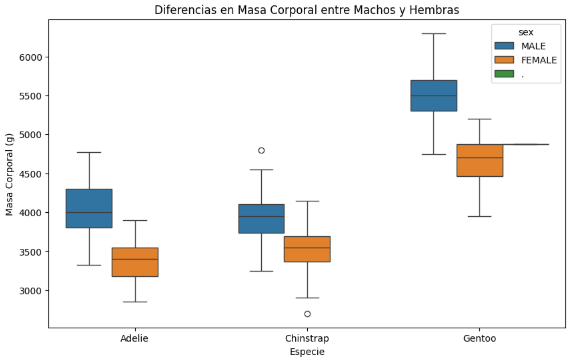 Diferencias en Masa Corporal entre Machos y Hembras
sex
MALE
FEMALE
.
Masa Corporal (g)
6000
5500
5000
4500
4000
3500
3000
Adelie
Chinstrap
Gentoo
Especie